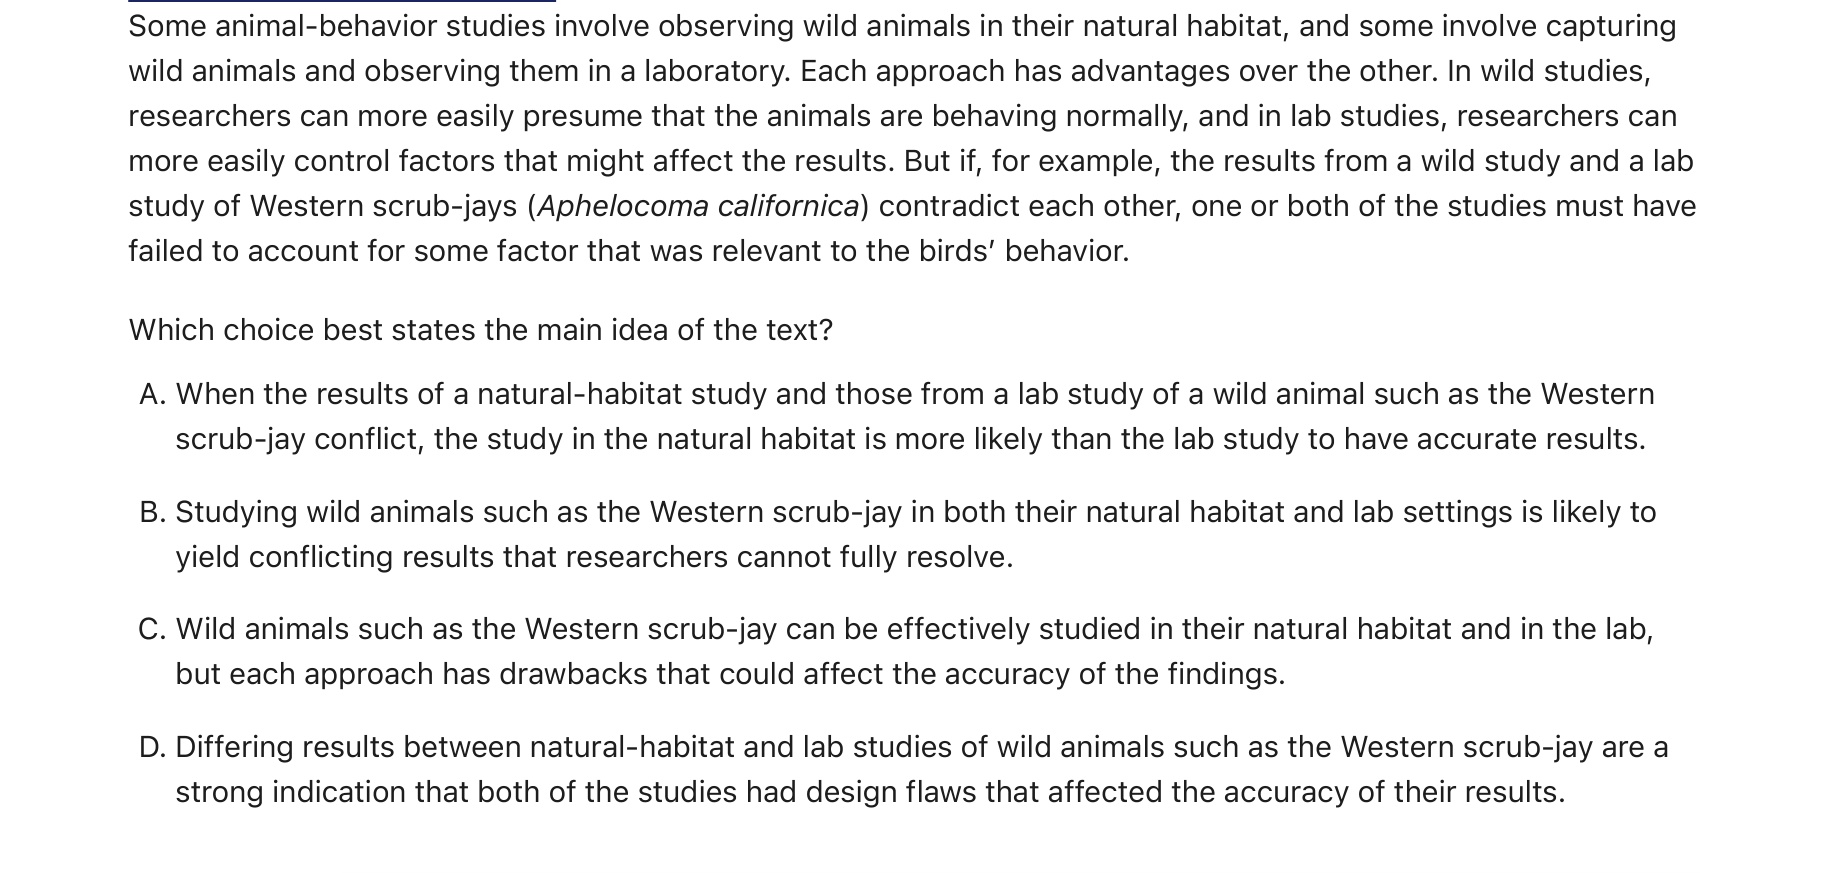 Some animal-behavior studies involve observing wild animals in their natural habitat, and some involve capturing
wild animals and observing them in a laboratory. Each approach has advantages over the other. In wild studies,
researchers can more easily presume that the animals are behaving normally, and in lab studies, researchers can
more easily control factors that might affect the results. But if, for example, the results from a wild study and a lab
study of Western scrub-jays (Aphelocoma californica) contradict each other, one or both of the studies must have
failed to account for some factor that was relevant to the birds’ behavior.
Which choice best states the main idea of the text?
A. When the results of a natural-habitat study and those from a lab study of a wild animal such as the Western
scrub-jay conflict, the study in the natural habitat is more likely than the lab study to have accurate results.
B. Studying wild animals such as the Western scrub-jay in both their natural habitat and lab settings is likely to
yield conflicting results that researchers cannot fully resolve.
C. Wild animals such as the Western scrub-jay can be effectively studied in their natural habitat and in the lab,
but each approach has drawbacks that could affect the accuracy of the findings.
D. Differing results between natural-habitat and lab studies of wild animals such as the Western scrub-jay are a
strong indication that both of the studies had design flaws that affected the accuracy of their results.